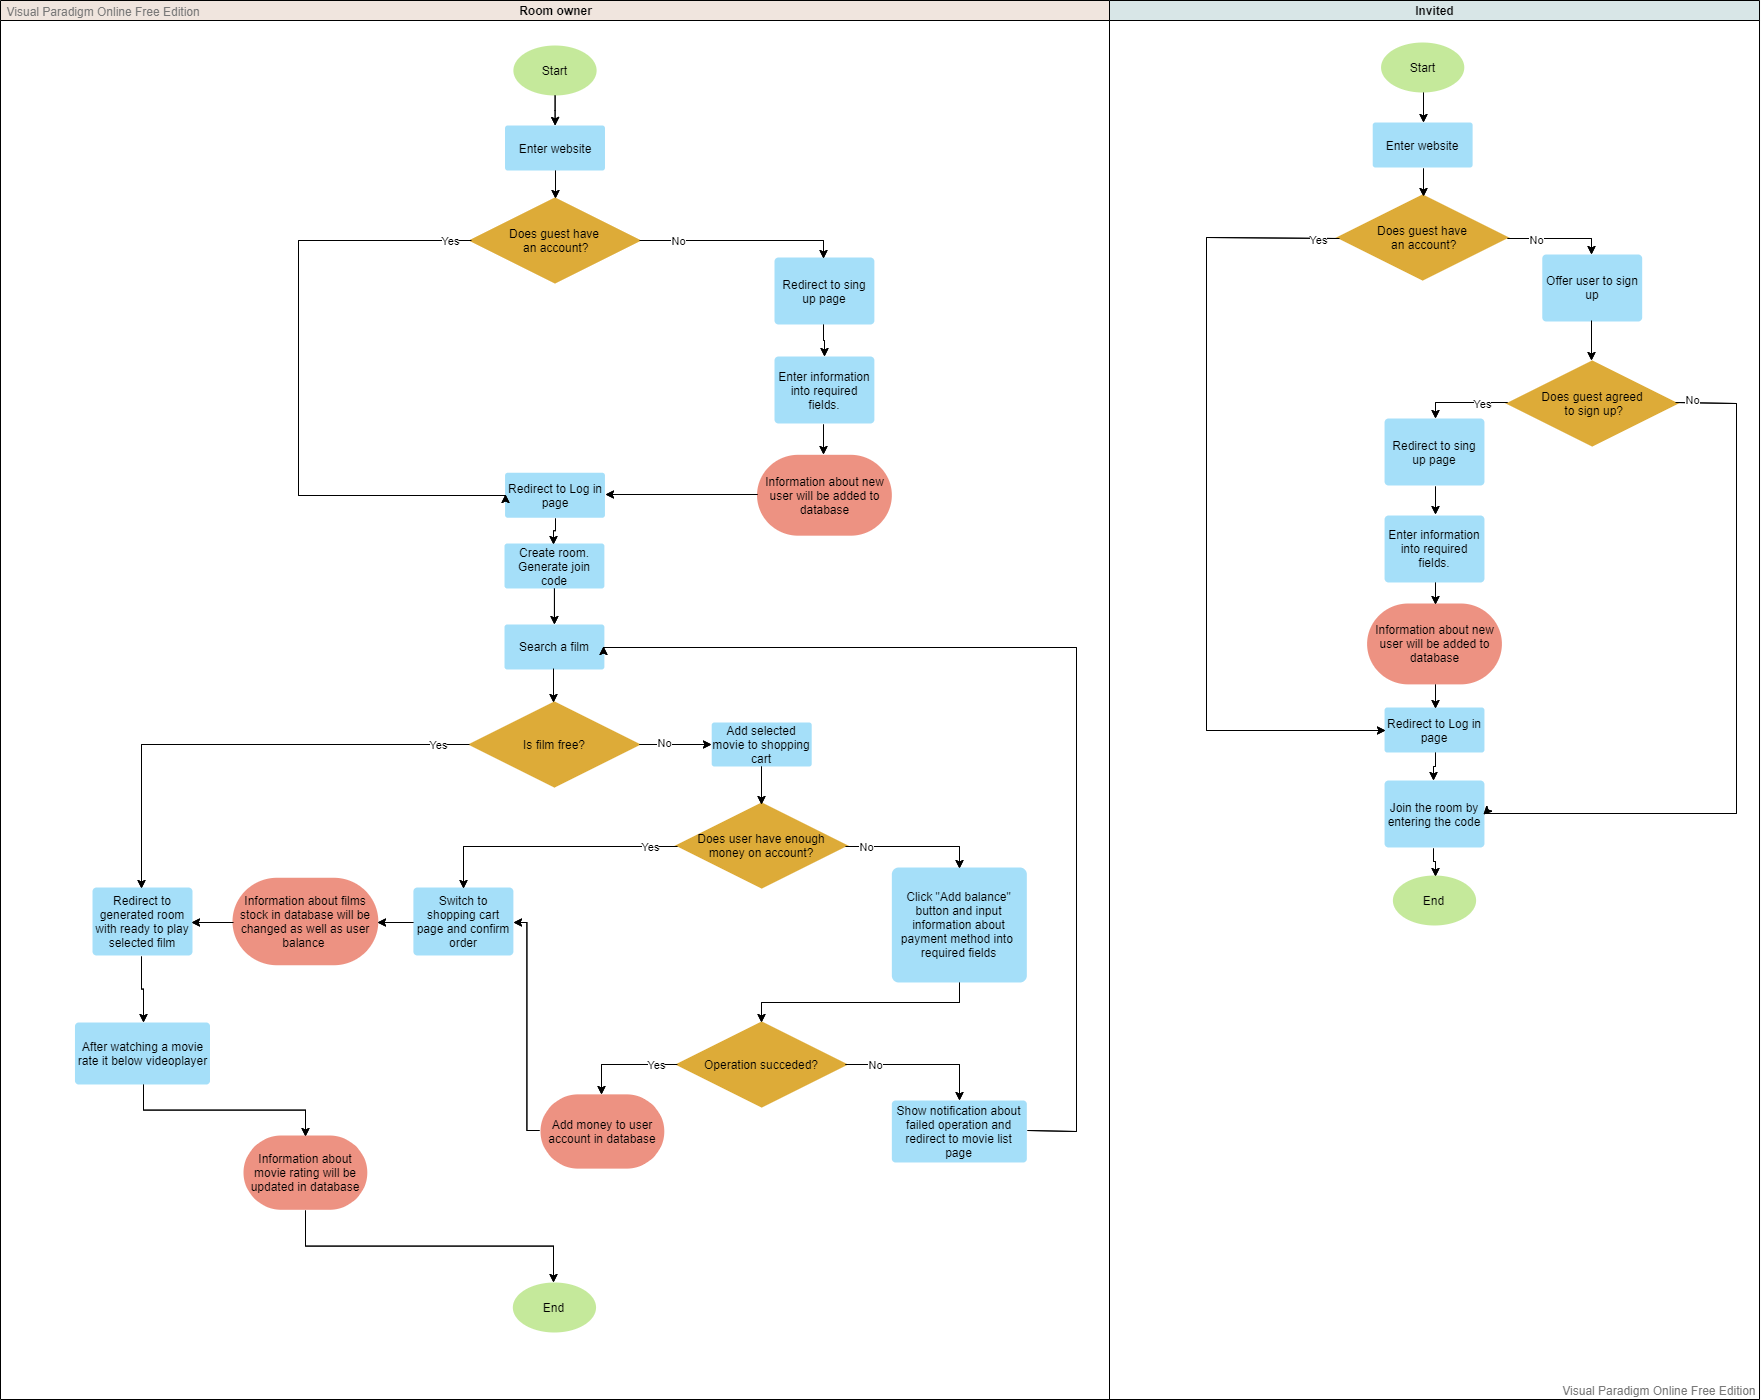 Visual Paradigm Online Free Edition
Room owner
Start
Enter website
Does guest have
an account?
Yes
No
Redirect to sing
up page
Enter information
into required
fields.
Information about new
user will be added to
database
Redirect to Log in
page
Create room.
Generate join
code
Search a film
Is film free?
Yes
No
Add selected
movie to shopping
cart
Does user have enough
money on account?
Yes
No
Click "Add balance"
button and input
information about
payment method into
required fields
Switch to
shopping cart
page and confirm
order
Information about films
stock in database will be
changed as well as user
balance
Redirect to
generated room
with ready to play
selected film
After watching a movie
rate it below videoplayer
Operation succeded?
Yes
No
Add money to user
account in database
Show notification about
failed operation and
redirect to movie list
page
Information about
movie rating will be
updated in database
End
Invited
Start
Enter website
Does guest have
an account?
Yes
No
Offer user to sign
up
Does guest agreed
to sign up?
Yes
No
Redirect to sing
up page
Enter information
into required
fields.
Information about new
user will be added to
database
Redirect to Log in
page
Join the room by
entering the code
End
Visual Paradigm Online Free Edition